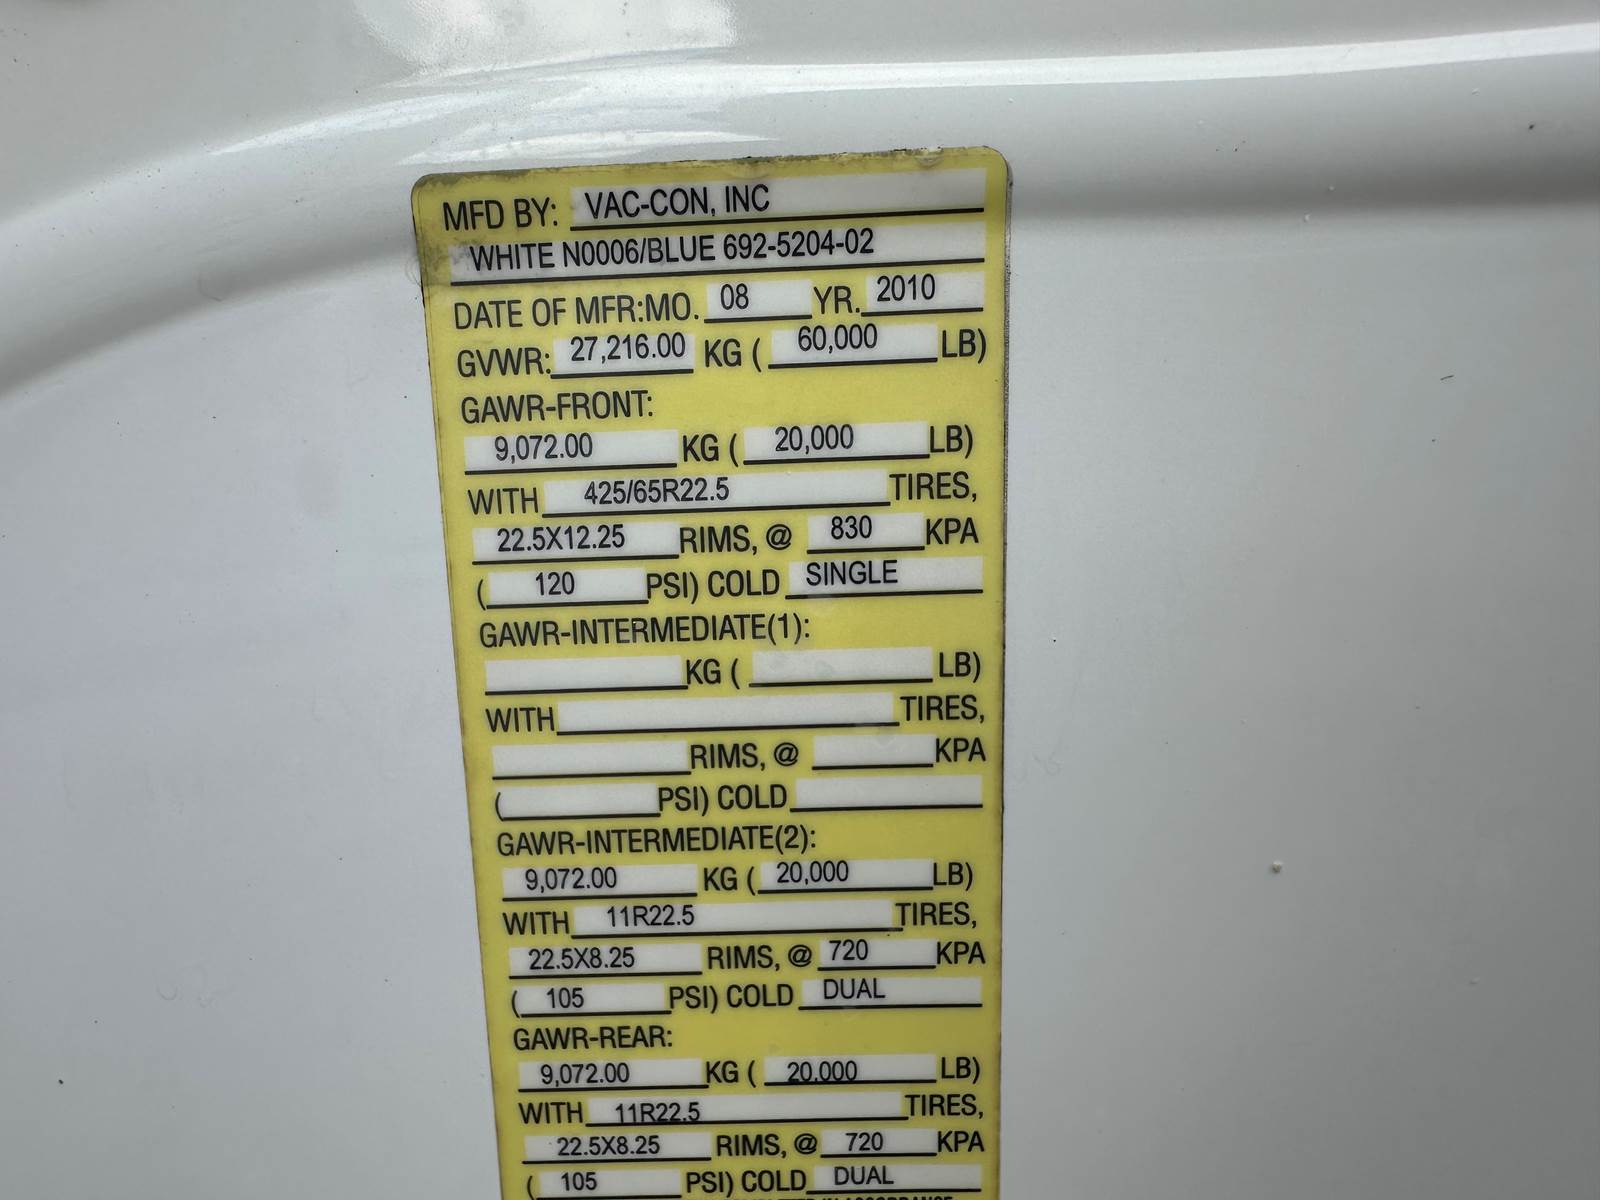 MFD BY: VAC-CON, INC
WHITE N0006/BLUE 692-5204-02
DATE OF MFR:MO. 08 YR. 2010
GVWR: 27,216.00 KG ( 60,000 LB)
GAWR-FRONT:
9,072.00 KG ( 20,000 LB)
WITH 425/65R22.5 TIRES,
22.5X12.25 RIMS, @ 830 KPA
( 120 PSI) COLD SINGLE
GAWR-INTERMEDIATE(1):
KG ( LB)
WITH TIRES,
RIMS, @ KPA
( PSI) COLD
GAWR-INTERMEDIATE(2):
9,072.00 KG ( 20,000 LB)
WITH 11R22.5 TIRES,
22.5X8.25 RIMS, @ 720 KPA
( 105 PSI) COLD DUAL
GAWR-REAR:
9,072.00 KG ( 20,000 LB)
WITH 11R22.5 TIRES,
22.5X8.25 RIMS, @ 720 KPA
( 105 PSI) COLD DUAL